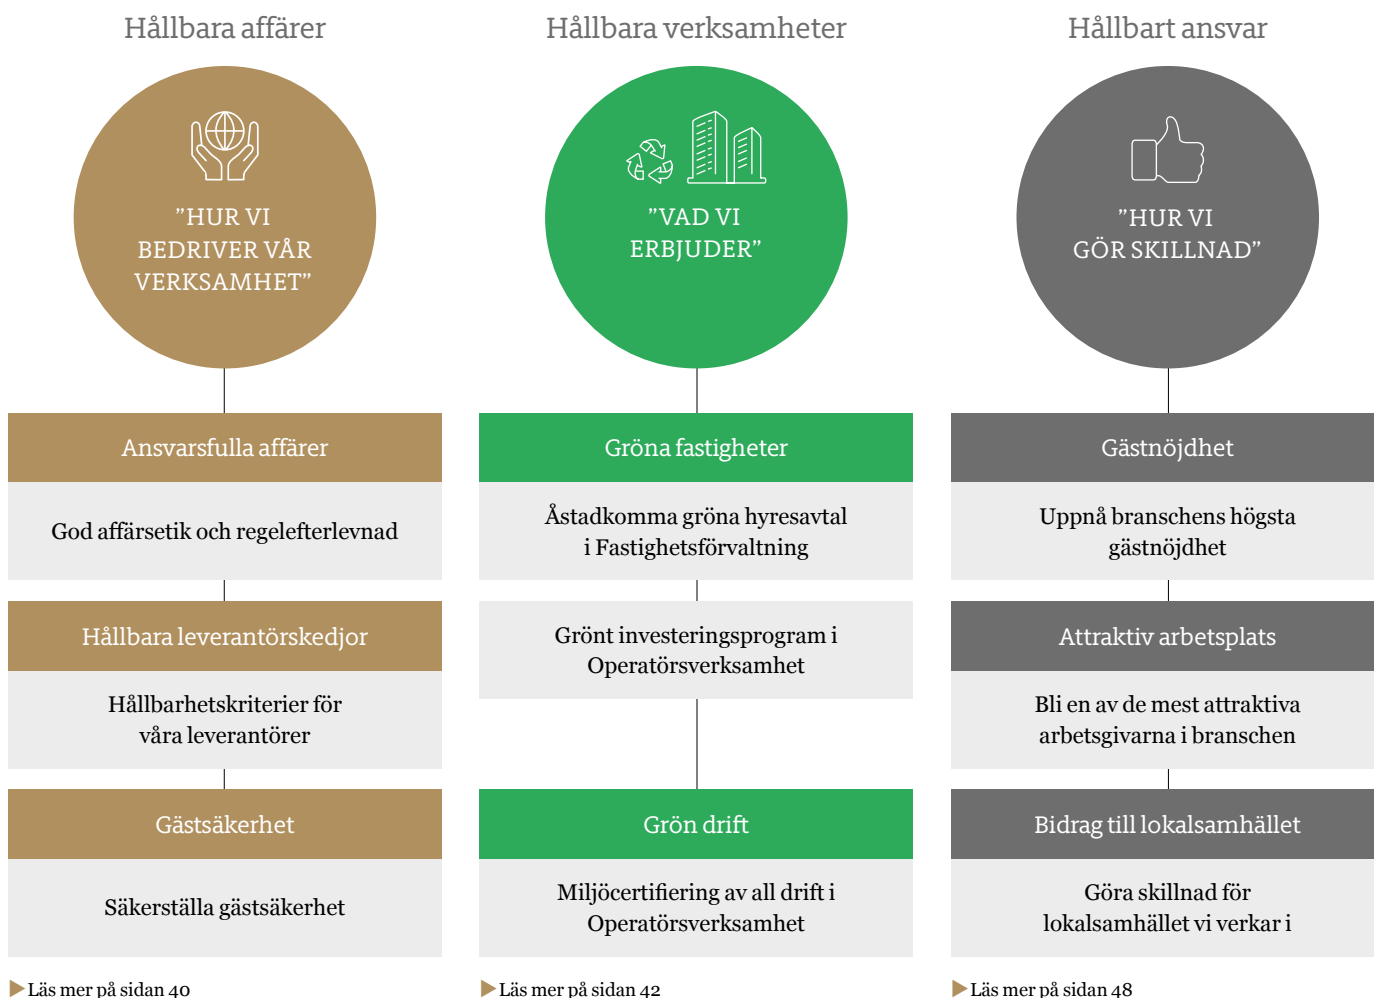 Hållbara affärer
”HUR VI
BEDRIVER VÅR
VERKSAMHET”
Ansvarsfulla affärer
God affärsetik och regelefterlevnad
Hållbara leverantörskedjor
Hållbarhetskriterier för
våra leverantörer
Gästsäkerhet
Säkerställa gästsäkerhet
Läs mer på sidan 40
Hållbara verksamheter
”VAD VI
ERBJUDER”
Gröna fastigheter
Åstadkomma gröna hyresavtal
i Fastighetsförvaltning
Grönt investeringsprogram i
Operatörsverksamhet
Grön drift
Miljöcertifiering av all drift i
Operatörsverksamhet
Läs mer på sidan 42
Hållbart ansvar
”HUR VI
GÖR SKILLNAD”
Gästnöjdhet
Uppnå branschens högsta
gästnöjdhet
Attraktiv arbetsplats
Bli en av de mest attraktiva
arbetsgivarna i branschen
Bidrag till lokalsamhället
Göra skillnad för
lokalsamhället vi verkar i
Läs mer på sidan 48